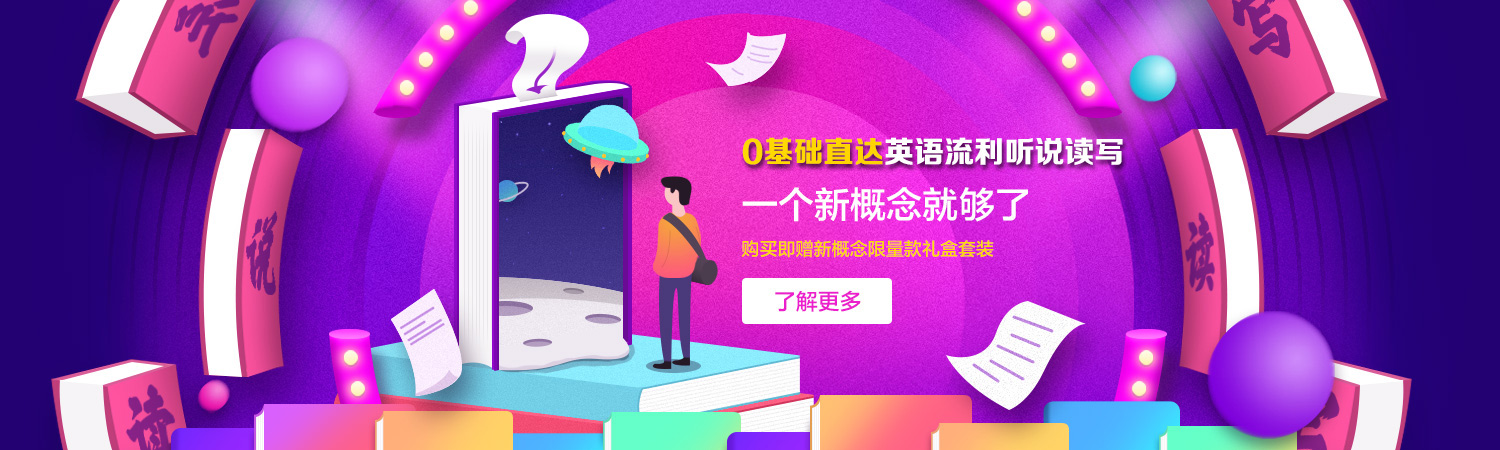 听
写
0基础直达英语流利听说读写
一个新概念就够了
说
读
购买即赠新概念限量款礼盒套装
了解更多
读